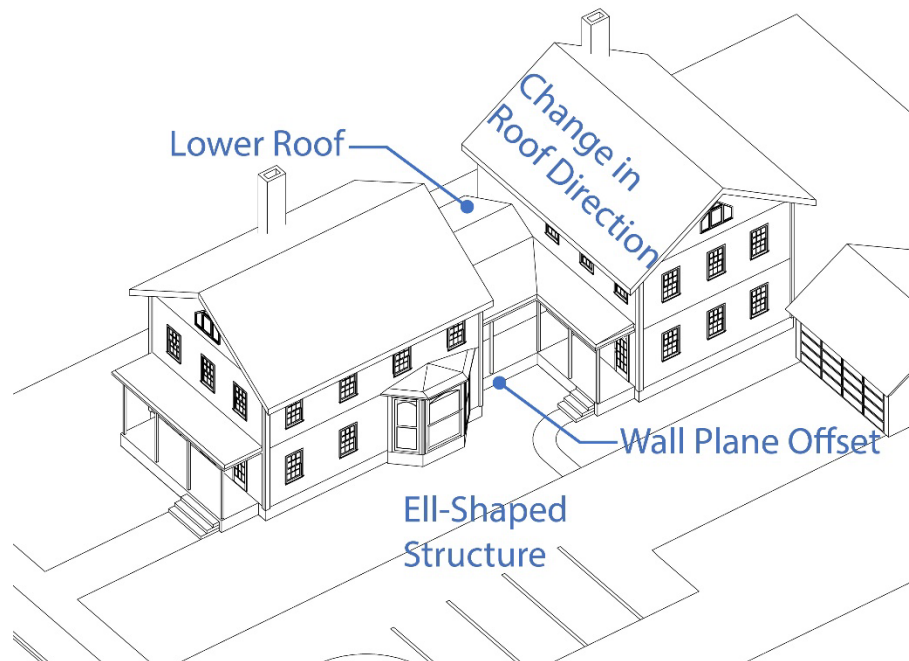 Change in
Roof Direction
Lower Roof
Wall Plane Offset
Ell-Shaped
Structure